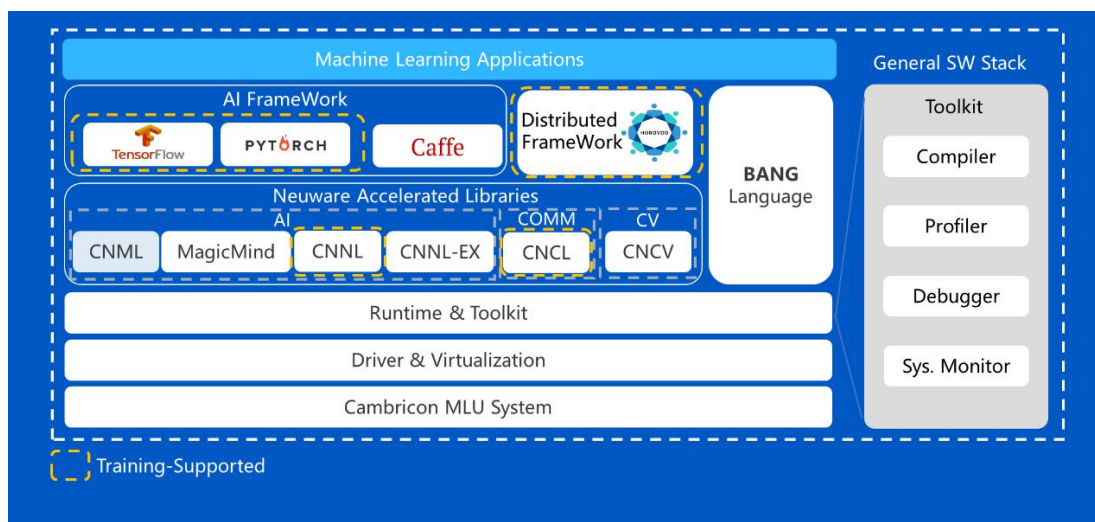 Machine Learning Applications
General SW Stack
AI FrameWork
TensorFlow
PYTORCH
Caffe
Distributed
FrameWork
HOROVOD
BANG
Language
Toolkit
Compiler
Profiler
Debugger
Sys. Monitor
Neuware Accelerated Libraries
AI
COMM
CV
CNML
MagicMind
CNNL
CNNL-EX
CNCL
CNCV
Runtime & Toolkit
Driver & Virtualization
Cambricon MLU System
Training-Supported